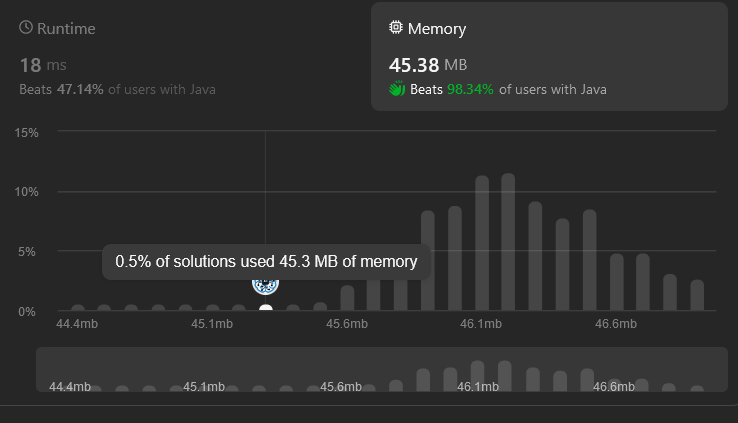 Runtime
Memory
18 ms
45.38 MB
Beats 47.14% of users with Java
Beats 98.34% of users with Java
15%
10%
5%
0.5% of solutions used 45.3 MB of memory
0%
44.4mb 45.1mb 45.6mb 46.1mb 46.6mb
44.4mb 45.1mb 45.6mb 46.1mb 46.6mb